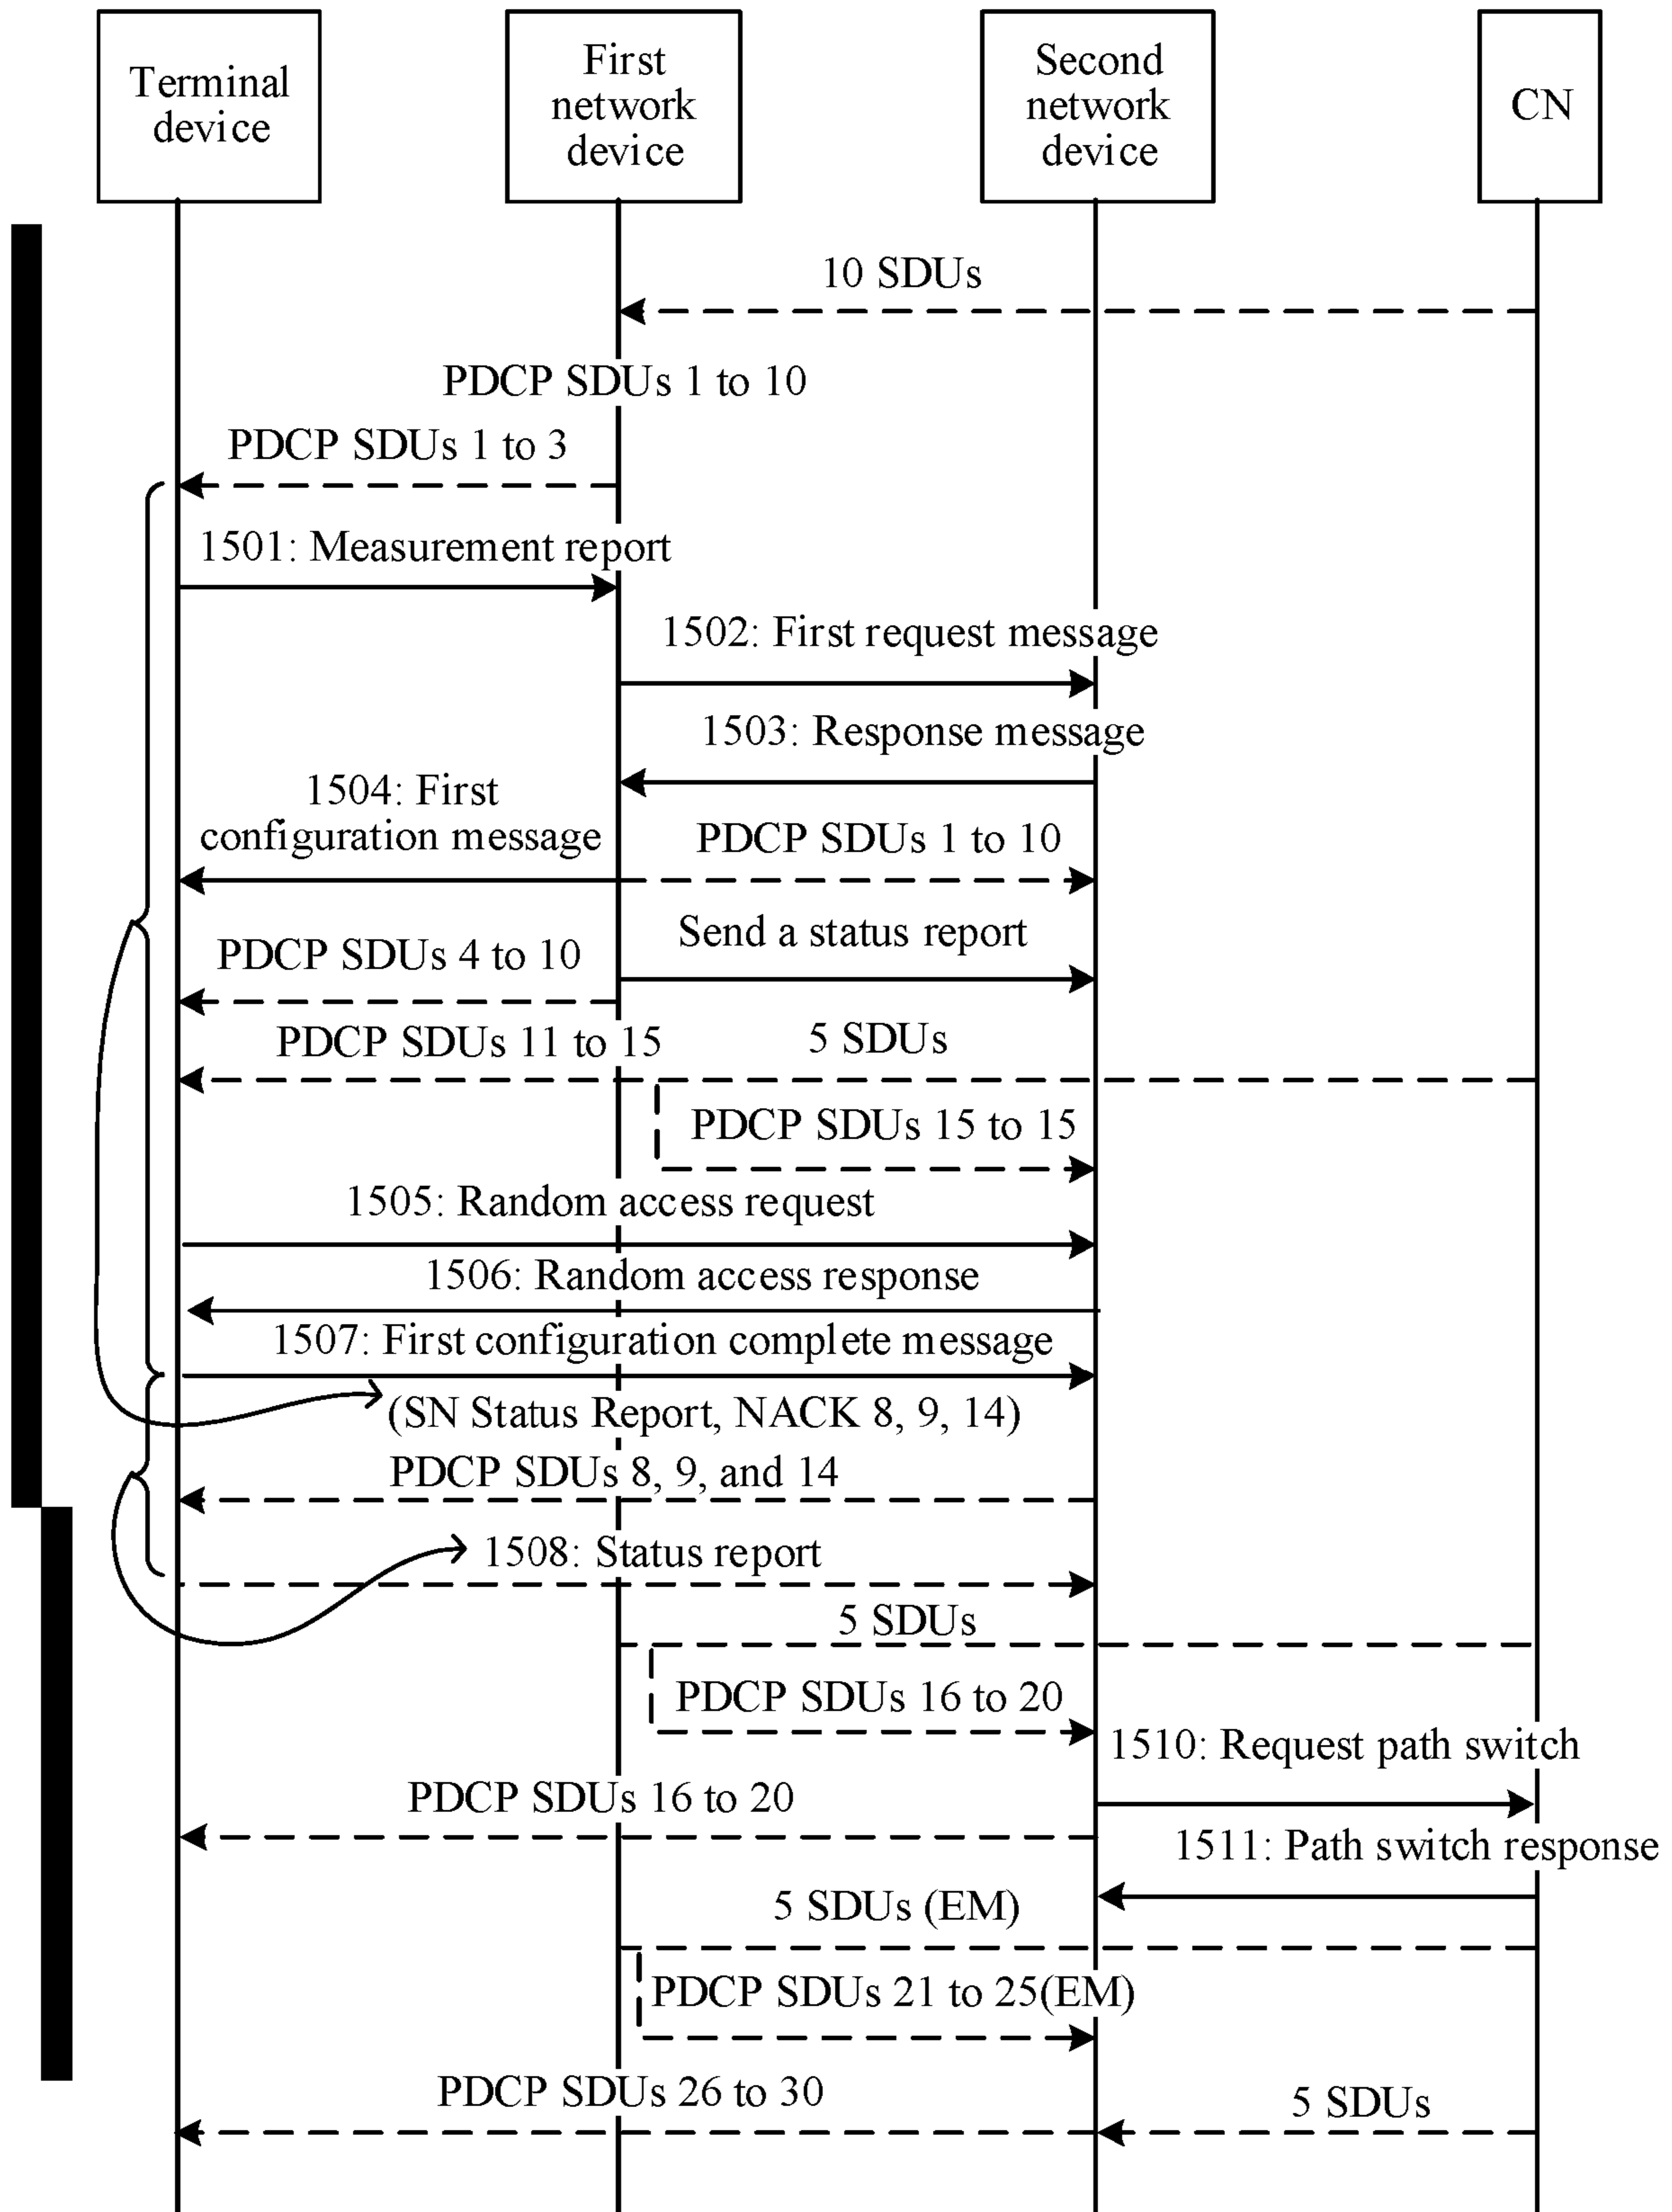 Terminal
device
First
network
device
Second
network
device
CN
10 SDUs
PDCP SDUs 1 to 10
PDCP SDUs 1 to 3
1501: Measurement report
1502: First request message
1503: Response message
1504: First
configuration message
PDCP SDUs 1 to 10
Send a status report
PDCP SDUs 4 to 10
PDCP SDUs 11 to 15
5 SDUs
PDCP SDUs 15 to 15
1505: Random access request
1506: Random access response
1507: First configuration complete message
(SN Status Report, NACK 8, 9, 14)
PDCP SDUs 8, 9, and 14
1508: Status report
5 SDUs
PDCP SDUs 16 to 20
1510: Request path switch
PDCP SDUs 16 to 20
1511: Path switch response
5 SDUs (EM)
PDCP SDUs 21 to 25(EM)
PDCP SDUs 26 to 30
5 SDUs